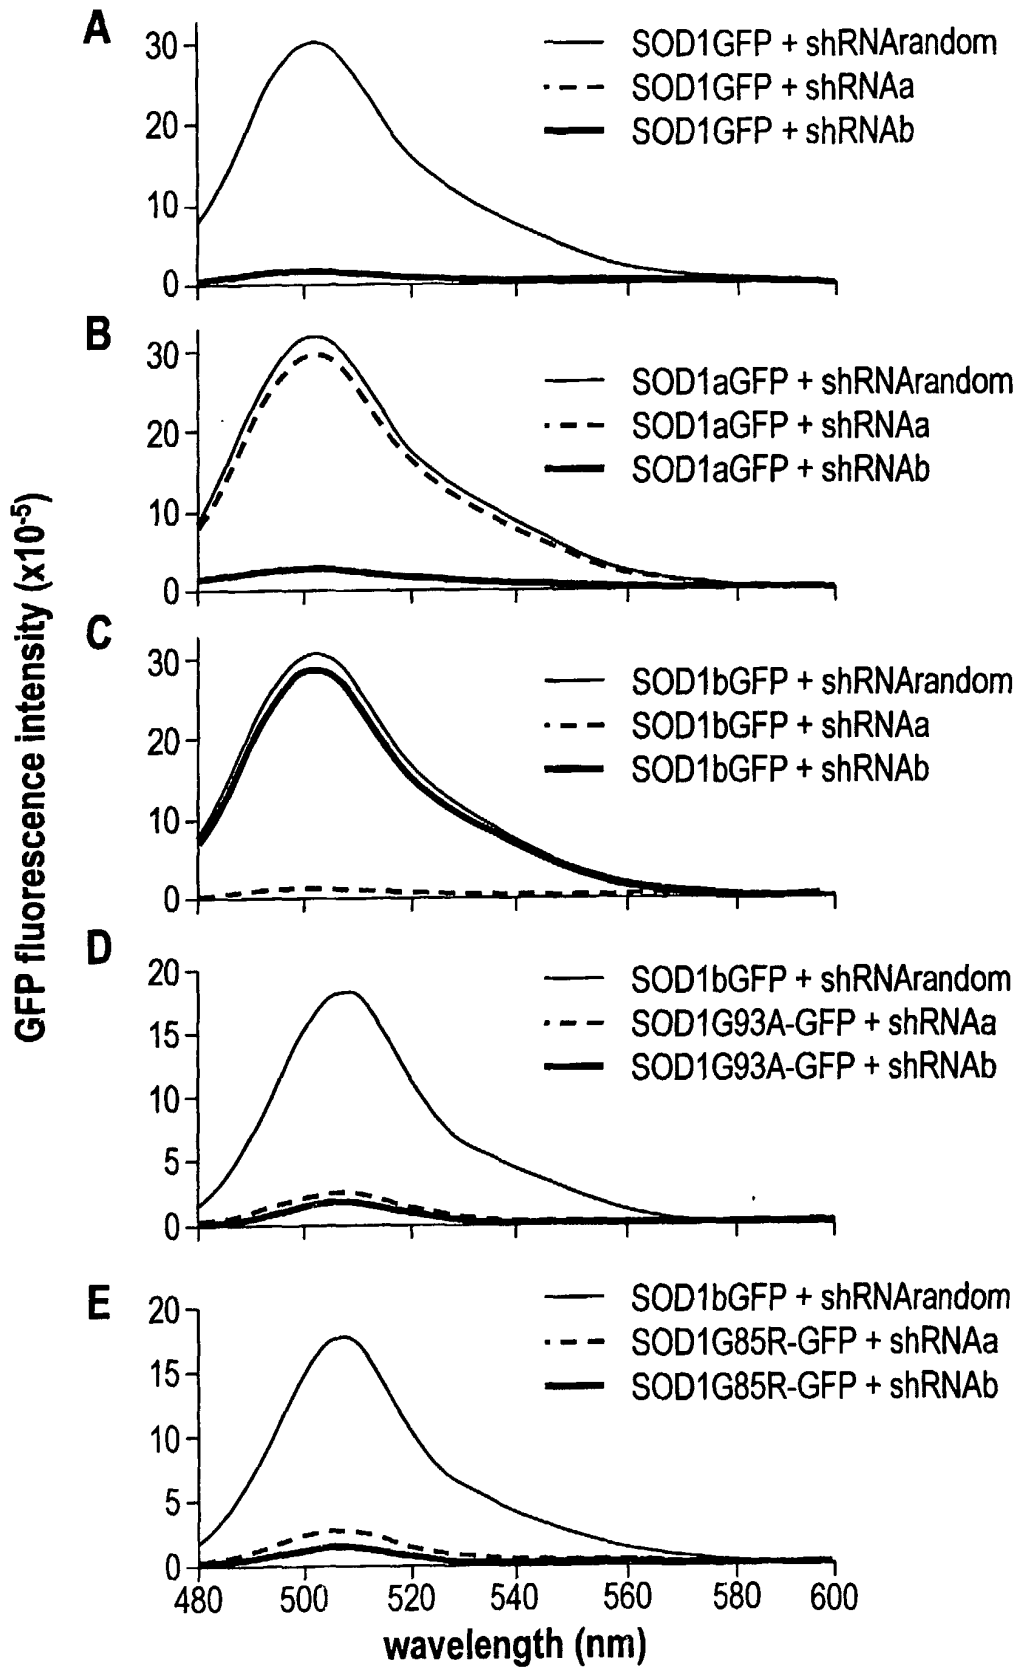 A
30
20
10
0
SOD1GFP + shRNArandom
SOD1GFP + shRNAa
SOD1GFP + shRNAb
B
30
20
10
0
SOD1aGFP + shRNArandom
SOD1aGFP + shRNAa
SOD1aGFP + shRNAb
C
30
20
10
0
SOD1bGFP + shRNArandom
SOD1bGFP + shRNAa
SOD1bGFP + shRNAb
D
20
15
10
5
0
SOD1bGFP + shRNArandom
SOD1G93A-GFP + shRNAa
SOD1G93A-GFP + shRNAb
E
20
15
10
5
0
SOD1bGFP + shRNArandom
SOD1G85R-GFP + shRNAa
SOD1G85R-GFP + shRNAb
480 500 520 540 560 580 600
wavelength (nm)
GFP fluorescence intensity (x10⁻⁵)